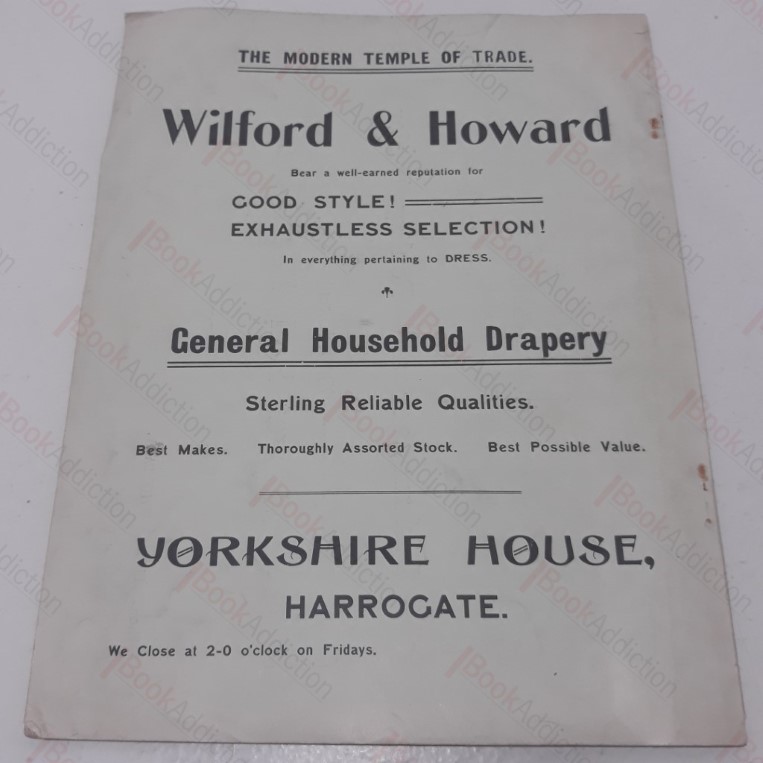 THE MODERN TEMPLE OF TRADE.
Wilford & Howard
Bear a well-earned reputation for
GOOD STYLE!
EXHAUSTLESS SELECTION!
In everything pertaining to DRESS.
General Household Drapery
Sterling Reliable Qualities.
Best Makes. Thoroughly Assorted Stock. Best Possible Value.
YORKSHIRE HOUSE,
HARROGATE.
We Close at 2-0 o'clock on Fridays.
BookAddiction